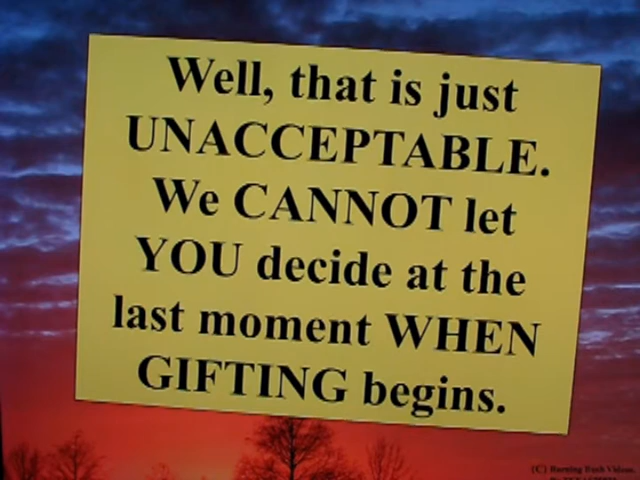 Well, that is just
UNACCEPTABLE.
We CANNOT let
YOU decide at the
last moment WHEN
GIFTING begins.
(C) Burning Bush Videos